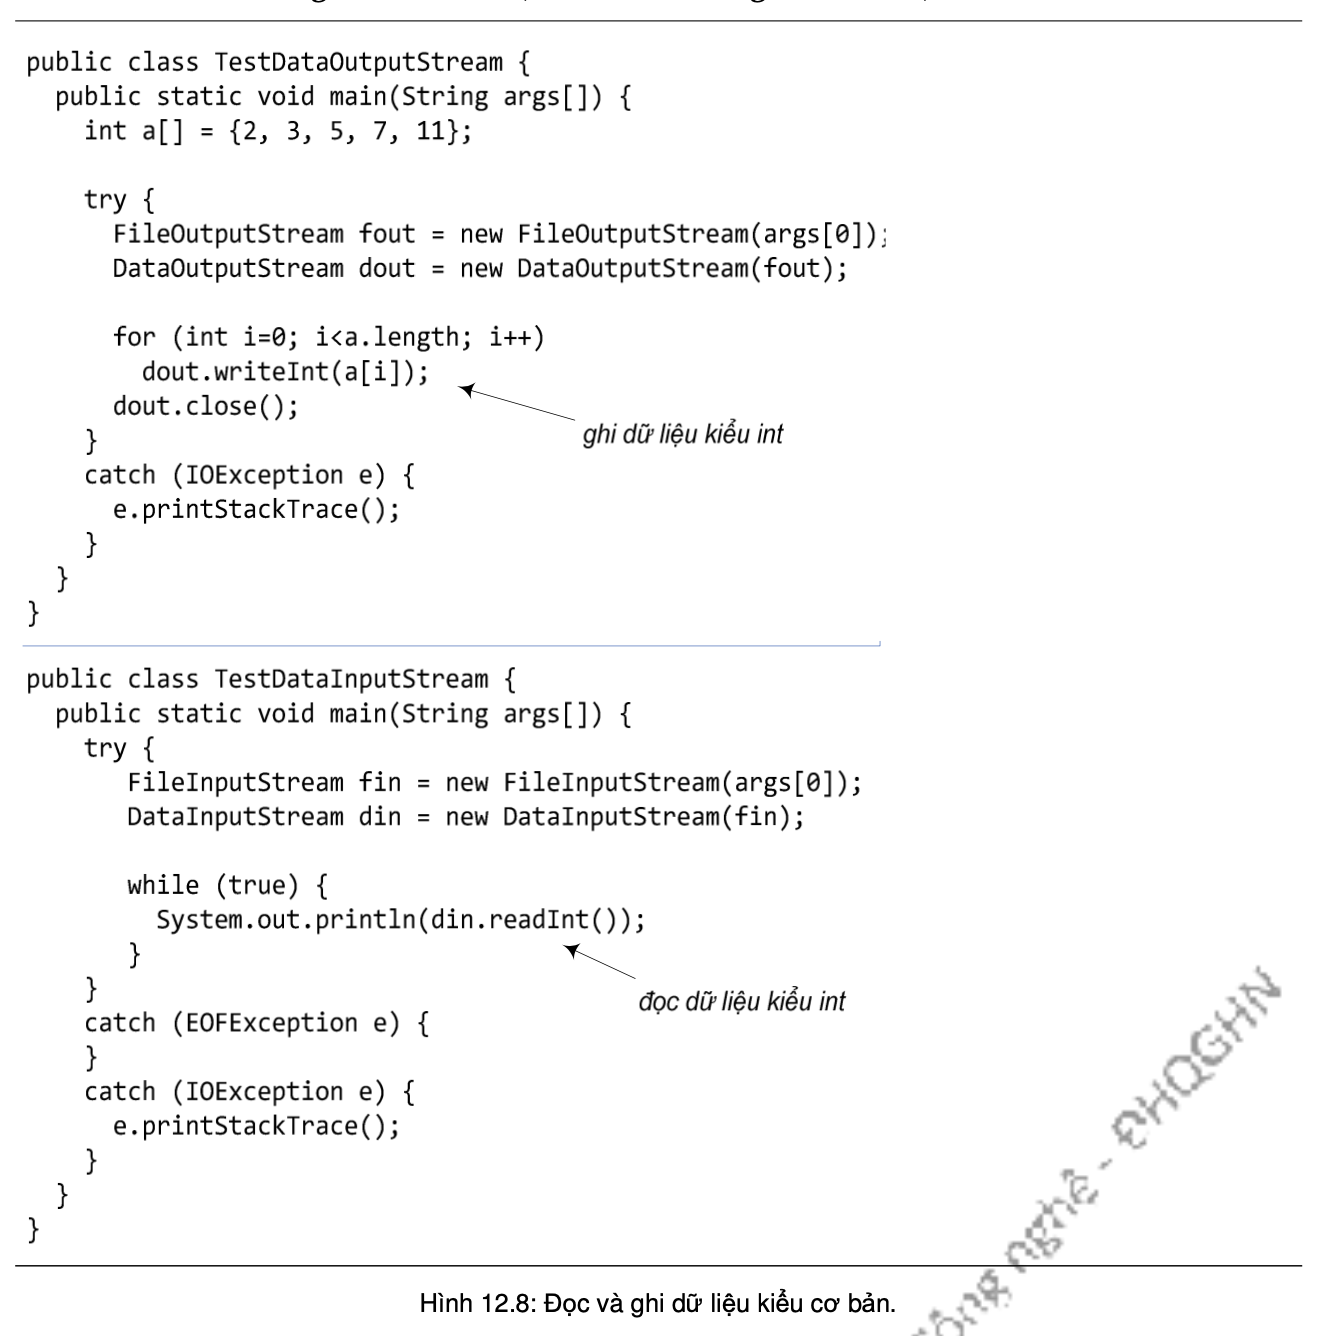 public class TestDataOutputStream {
  public static void main(String args[]) {
    int a[] = {2, 3, 5, 7, 11};

    try {
      FileOutputStream fout = new FileOutputStream(args[0]);
      DataOutputStream dout = new DataOutputStream(fout);

      for (int i=0; i<a.length; i++)
        dout.writeInt(a[i]);
      dout.close();
ghi dữ liệu kiểu int
    }
    catch (IOException e) {
      e.printStackTrace();
    }
  }
}
public class TestDataInputStream {
  public static void main(String args[]) {
    try {
       FileInputStream fin = new FileInputStream(args[0]);
       DataInputStream din = new DataInputStream(fin);

       while (true) {
         System.out.println(din.readInt());
       }
đọc dữ liệu kiểu int
    }
    catch (EOFException e) {
    }
    catch (IOException e) {
      e.printStackTrace();
    }
  }
}
nghệ - ĐHQGHN
Hình 12.8: Đọc và ghi dữ liệu kiểu cơ bản.